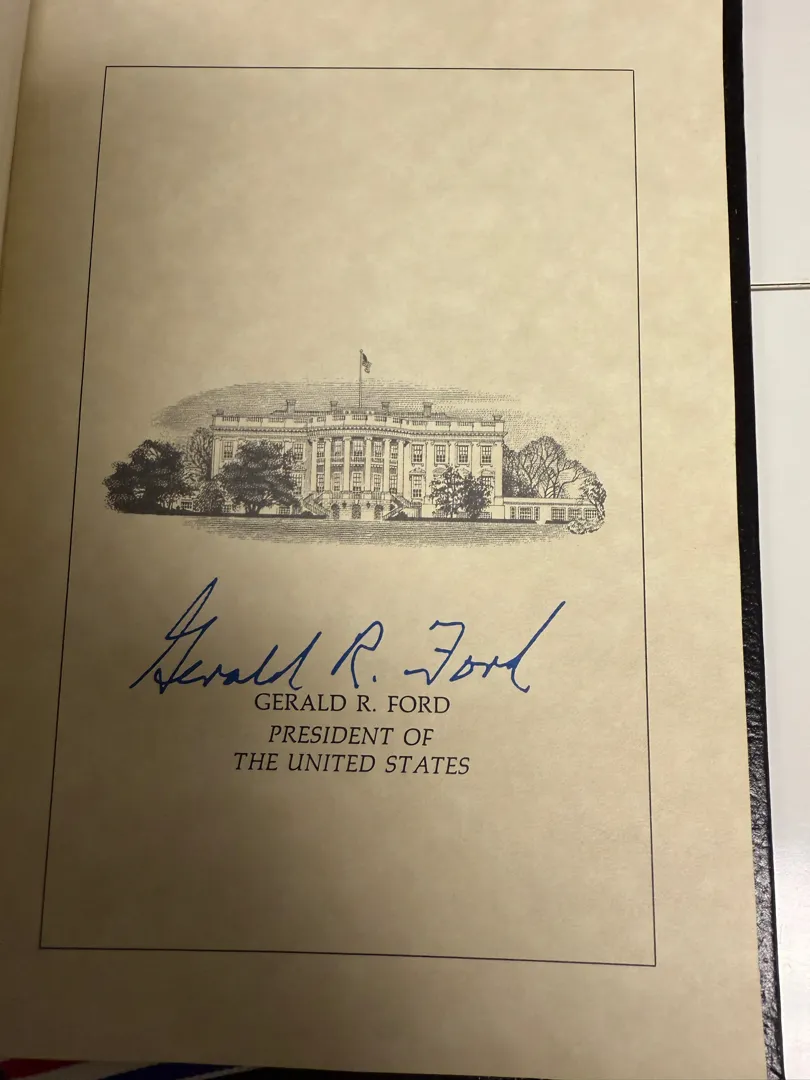 Gerald R. Ford
GERALD R. FORD
PRESIDENT OF
THE UNITED STATES